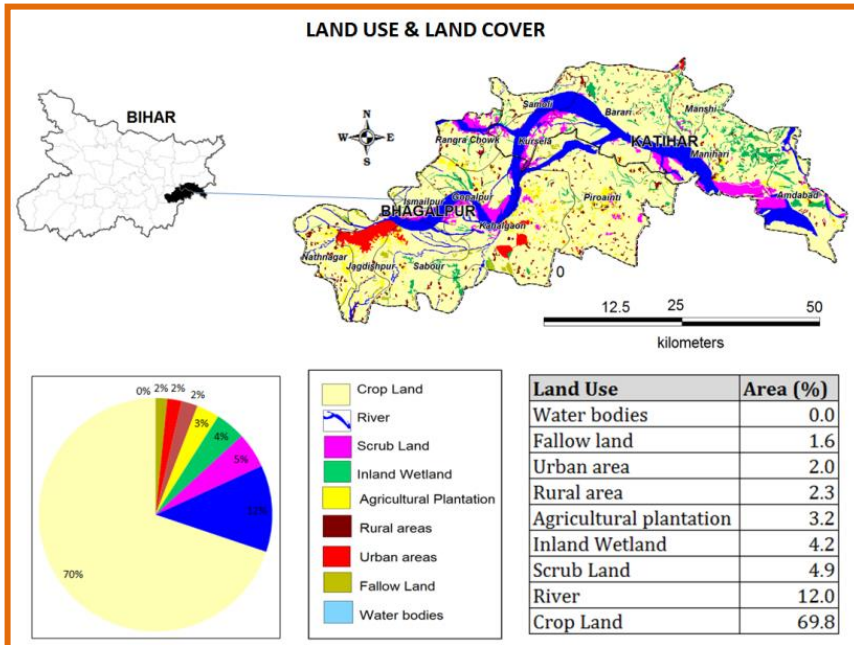 LAND USE & LAND COVER
BIHAR
N
W E
S
Sameli
Barari
Manshi
Rangra Chowk
Kursela
KATIHAR
Manihari
Ismailpur
Gopalpur
Pirointi
Amdabad
BHAGALPUR
Kahalgaon
Nathnagar
Jagdishpur
Sabour
0
12.5 25 50
kilometers
0% 2% 2% 2%
3%
4%
5%
12%
70%
Crop Land
River
Scrub Land
Inland Wetland
Agricultural Plantation
Rural areas
Urban areas
Fallow Land
Water bodies
Land Use Area (%)
Water bodies 0.0
Fallow land 1.6
Urban area 2.0
Rural area 2.3
Agricultural plantation 3.2
Inland Wetland 4.2
Scrub Land 4.9
River 12.0
Crop Land 69.8